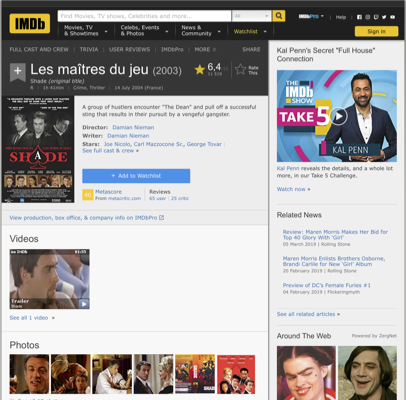 IMDb
Find Movies, TV shows, Celebrities and more...
All
IMDbPro
Help
Movies, TV & Showtimes
Celebs, Events & Photos
News & Community
Watchlist
Sign in
FULL CAST AND CREW | TRIVIA | USER REVIEWS | IMDbPro | MORE
SHARE
Les maîtres du jeu (2003)
Shade (original title)
1h 41min | Crime, Thriller | 14 July 2004 (France)
6,4
Rate This
A group of hustlers encounter "The Dean" and pull off a successful
sting that results in their pursuit by a vengeful gangster.
Director: Damian Nieman
Writer: Damian Nieman
Stars: Joe Nicolo, Carl Mazzocone Sr., George Tovar
See full cast & crew »
SHADE
+ Add to Watchlist
Metascore
From metacritic.com
Reviews
65 user | 25 critic
View production, box office, & company info on IMDbPro
Videos
Trailer
See all 1 video »
Photos
Kal Penn's Secret "Full House"
Connection
THE IMDb SHOW
TAKE 5
KAL PENN
Kal Penn reveals the details, and a whole lot
more, in our Take 5 Challenge.
Watch now »
Related News
Review: Maren Morris Makes Her Bid for
Top 40 Glory With 'Girl'
05 March 2019 | Rolling Stone
Maren Morris Enlists Brothers Osborne,
Brandi Carlile for New 'Girl' Album
20 February 2019 | Rolling Stone
Preview of DC's Female Furies #1
04 February 2019 | Flickeringmyth
See all related articles »
Around The Web
Powered by ZergNet